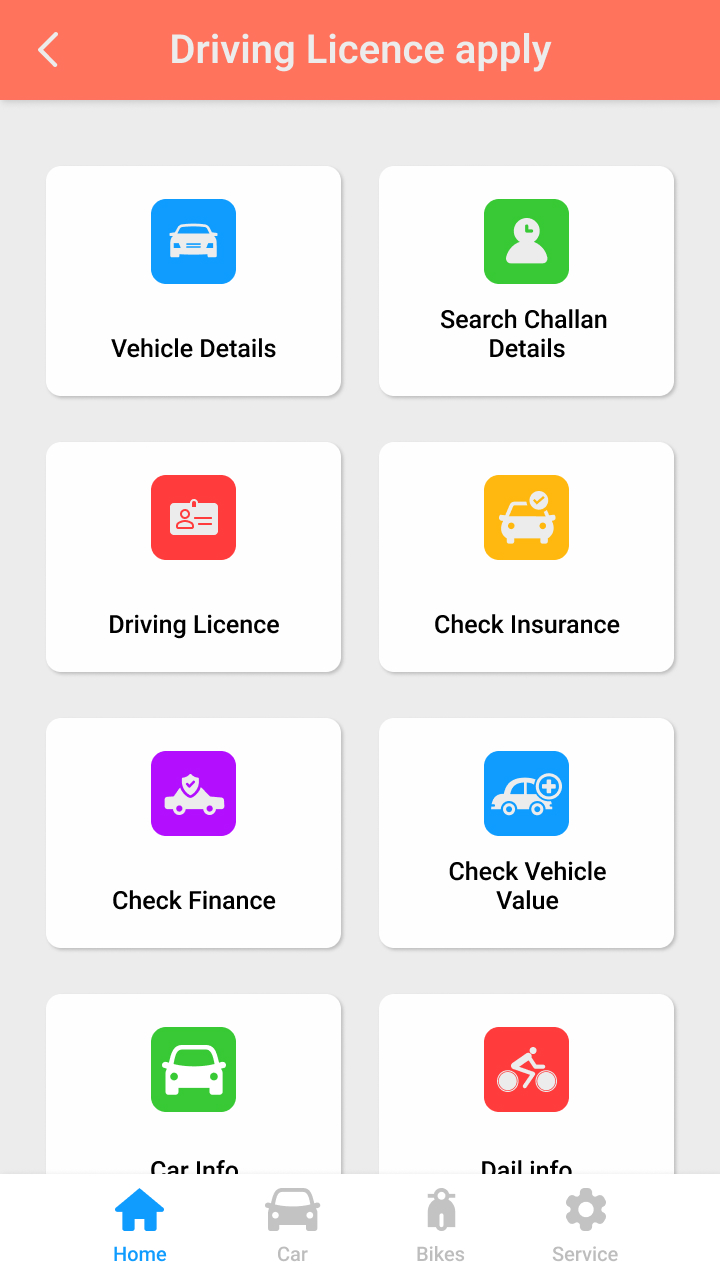 Driving Licence apply
Vehicle Details
Search Challan
Details
Driving Licence
Check Insurance
Check Finance
Check Vehicle
Value
Car Info
Dail info
Home
Car
Bikes
Service